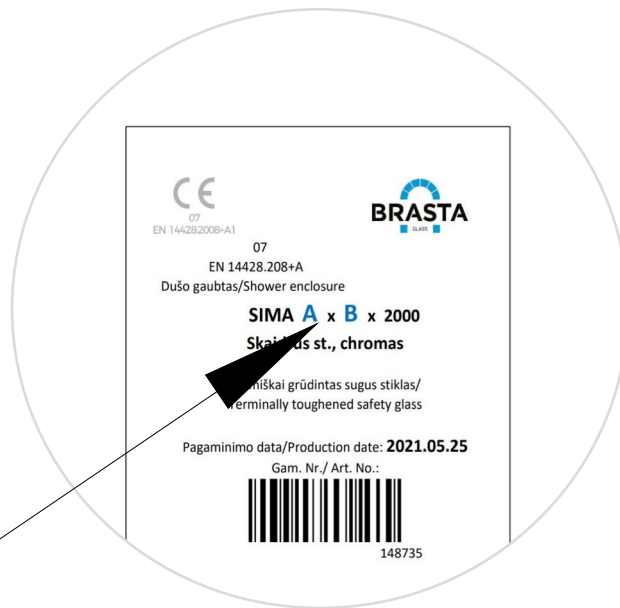 CE
07
EN 14428:2008+A1
BRASTA
GLASS
07
EN 14428.208+A
Dušo gaubtas/Shower enclosure
SIMA A x B x 2000
st., chromas
grūdintas sugus stiklas/
toughened safety glass
Pagaminimo data/Production date: 2021.05.25
Gam. Nr./ Art. No.:
148735